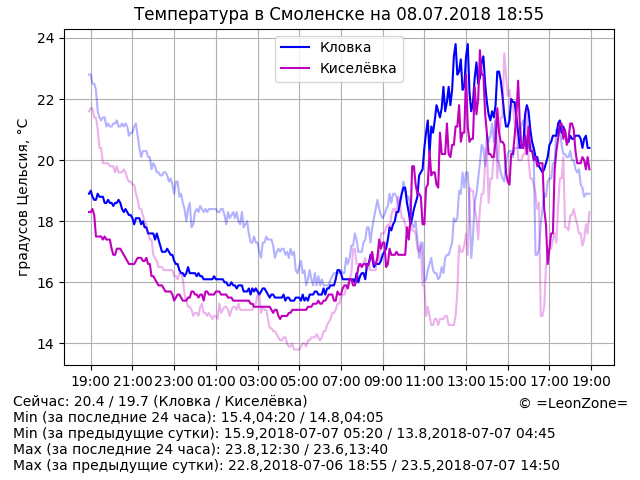 Температура в Смоленске на 08.07.2018 18:55
Кловка
Киселёвка
градусов Цельсия, °C
24
22
20
18
16
14
19:00 21:00 23:00 01:00 03:00 05:00 07:00 09:00 11:00 13:00 15:00 17:00 19:00
Сейчас: 20.4 / 19.7 (Кловка / Киселёвка)
© =LeonZone=
Min (за последние 24 часа): 15.4,04:20 / 14.8,04:05
Min (за предыдущие сутки): 15.9,2018-07-07 05:20 / 13.8,2018-07-07 04:45
Max (за последние 24 часа): 23.8,12:30 / 23.6,13:40
Max (за предыдущие сутки): 22.8,2018-07-06 18:55 / 23.5,2018-07-07 14:50